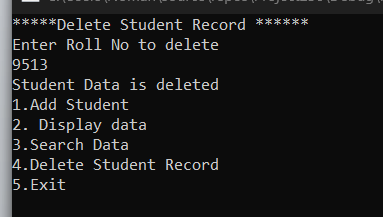 *****Delete Student Record ******
Enter Roll No to delete
9513
Student Data is deleted
1.Add Student
2. Display data
3.Search Data
4.Delete Student Record
5.Exit